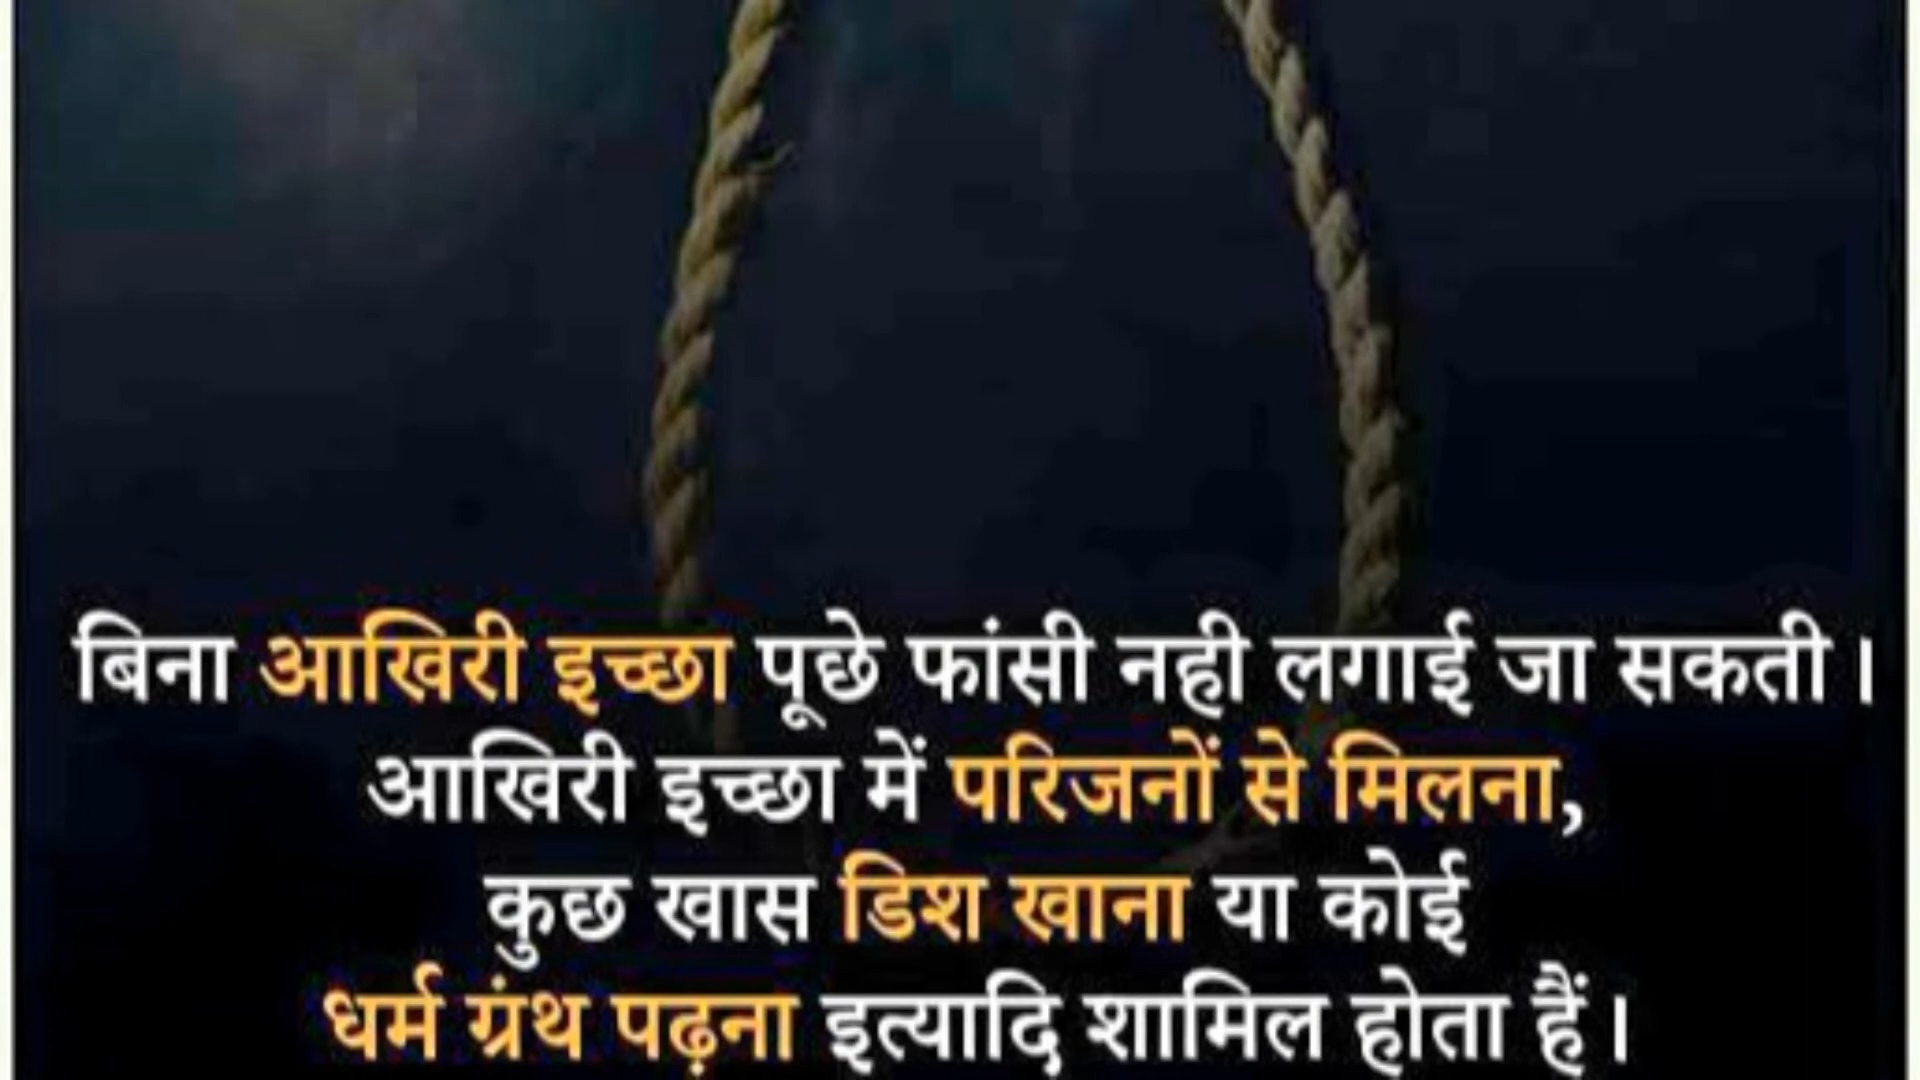 बिना आखिरी इच्छा पूछे फांसी नही लगाई जा सकती।
आखिरी इच्छा में परिजनों से मिलना,
कुछ खास डिश खाना या कोई
धर्म ग्रंथ पढ़ना इत्यादि शामिल होता हैं।